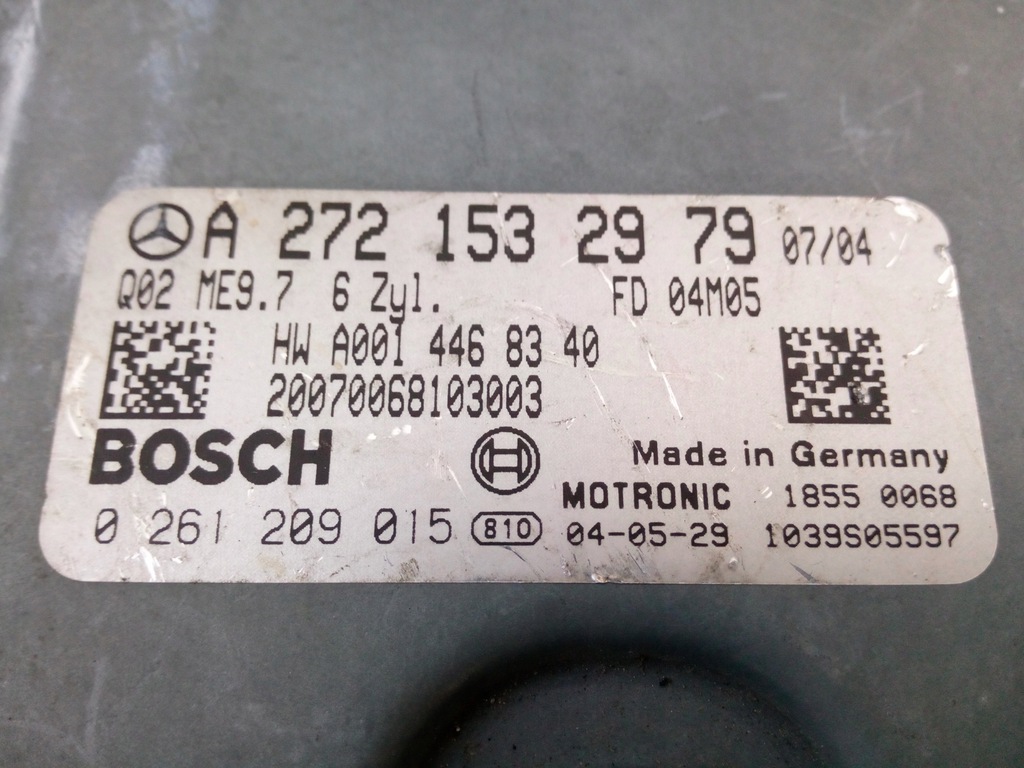 A 272 153 29 79 07/04
Q02 ME9.7 6 Zyl. FD 04M05
HW A001 446 83 40
20070068103003
BOSCH
Made in Germany
MOTRONIC 1855 0068
0 261 209 015 810 04-05-29 1039S05597